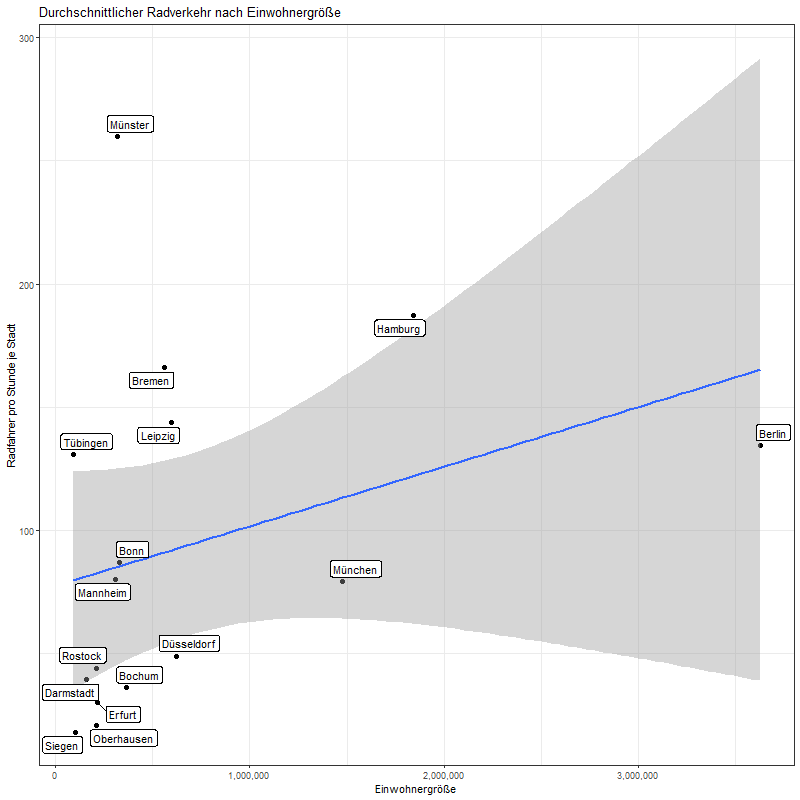 Durchschnittlicher Radverkehr nach Einwohnergröße
300
Münster
200
Hamburg
Bremen
Leipzig
Tübingen
Berlin
100
Bonn
München
Mannheim
Düsseldorf
Rostock
Bochum
Darmstadt
Erfurt
Oberhausen
Siegen
0
1,000,000
2,000,000
3,000,000
Einwohnergröße
Radfahrer pro Stunde je Stadt